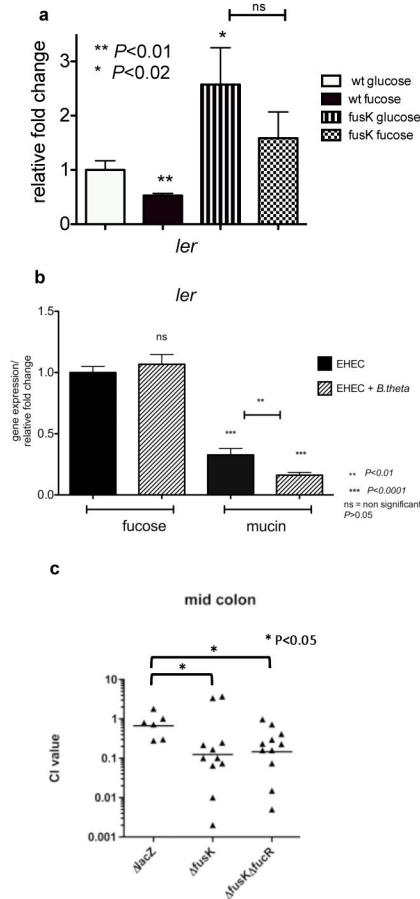 a
ns
** P<0.01
* P<0.02
*
**
relative fold change
3
2
1
0
ler
wt glucose
wt fucose
fusK glucose
fusK fucose
b
ler
gene expression/
relative fold change
1.5
1.0
0.5
0.0
ns
***
**
***
fucose
mucin
EHEC
EHEC + B.theta
** P<0.01
*** P<0.0001
ns = non significant
P>0.05
c
mid colon
* P<0.05
*
*
CI value
10
1
0.1
0.01
0.001
ΔlacZ
ΔfusK
ΔfusKΔfucR